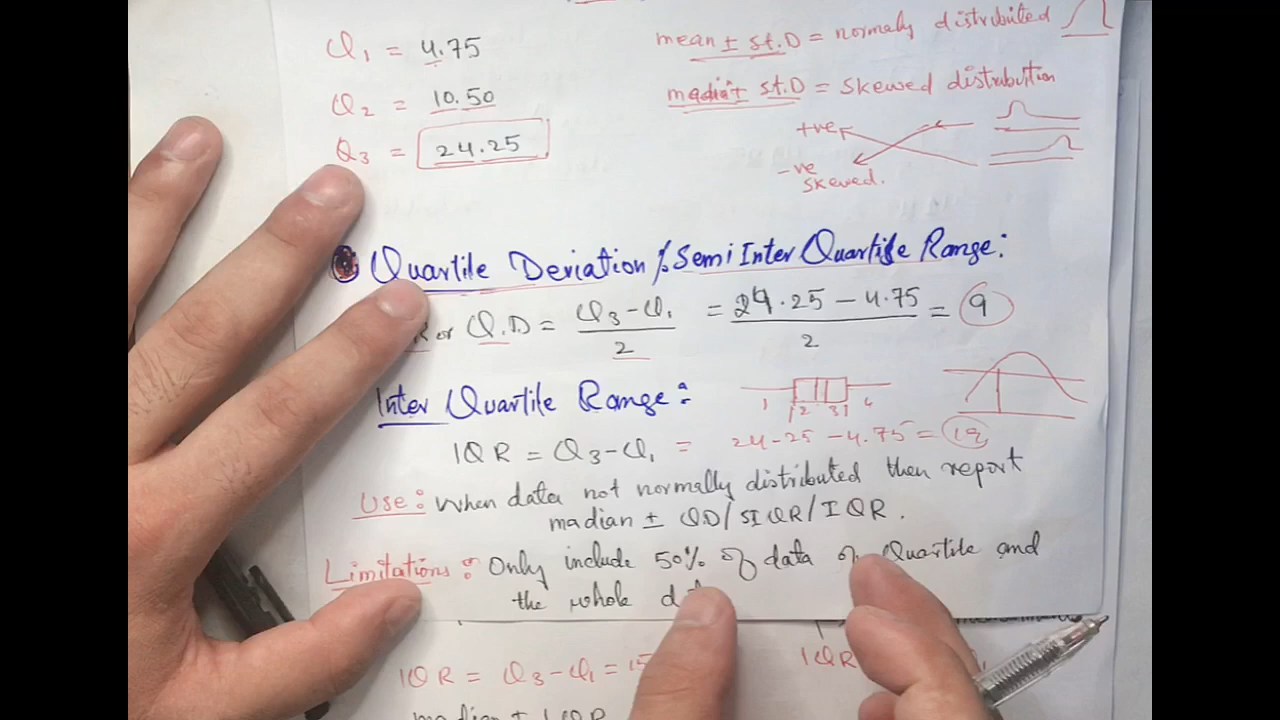 Q1 = 4.75
Q2 = 10.50
Q3 = 24.25
mean ± st.D = normaly distributed
madia± st.D = skewed distribution
+ve
-ve
skewed.
Quartile Deviation /. Semi Inter Quartile Range:
or Q.D = Q3-Q1 / 2 = 24.25 - 4.75 / 2 = 9
Inter Quartile Range:
1 2 3 4
IQR = Q3-Q1 = 24-25 - 4.75 =
Use: When data not normally distributed then report
madian ± QD/SIQR/IQR.
Limitations: Only include 50% of data of Quartile and
the whole
IQR = Q3-Q1 = 15
IQR
madian ± IQR